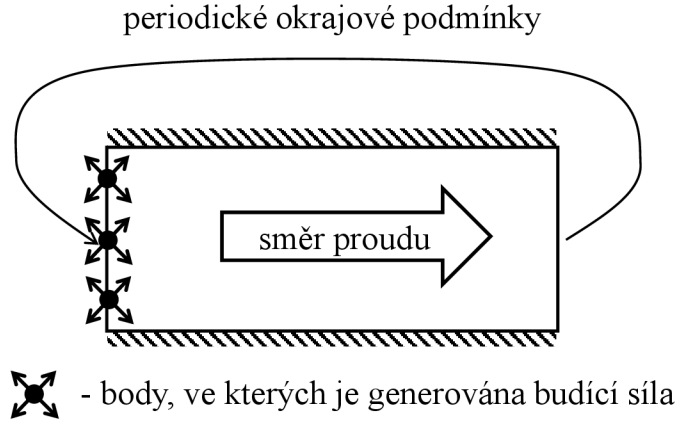 periodické okrajové podmínky
směr proudu
- body, ve kterých je generována budící síla